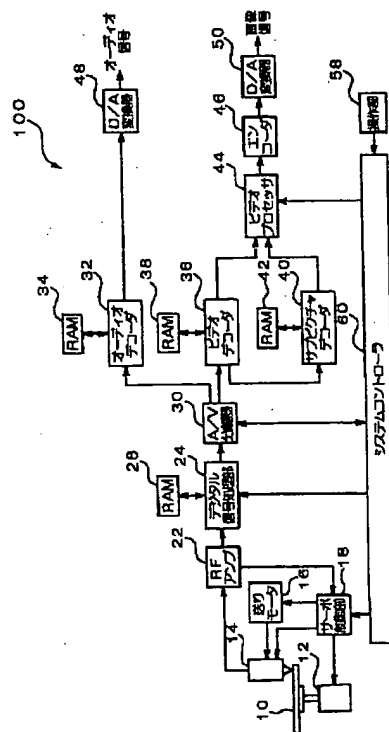 100
オーディオ
信号
48
D/A
変換器
50
画像信号
D/A
変換器
46
エン
コーダ
44
ビデオ
プロセッサ
58
操作部
34
RAM
32
オーディオ
デコーダ
38
RAM
36
ビデオ
デコーダ
42
RAM
40
サブピクチャ
デコーダ
30
A/V
分離器
28
RAM
24
デジタル
信号処理部
22
RF
アンプ
16
送り
モータ
18
サーボ
制御部
14
12
10
60
システムコントローラ